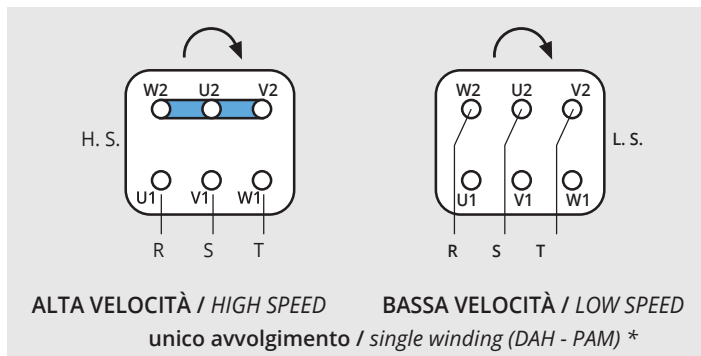 W2 U2 V2
H. S.
U1 V1 W1
R S T
W2 U2 V2
L. S.
U1 V1 W1
R S T
ALTA VELOCITÀ / HIGH SPEED
BASSA VELOCITÀ / LOW SPEED
unico avvolgimento / single winding (DAH - PAM) *